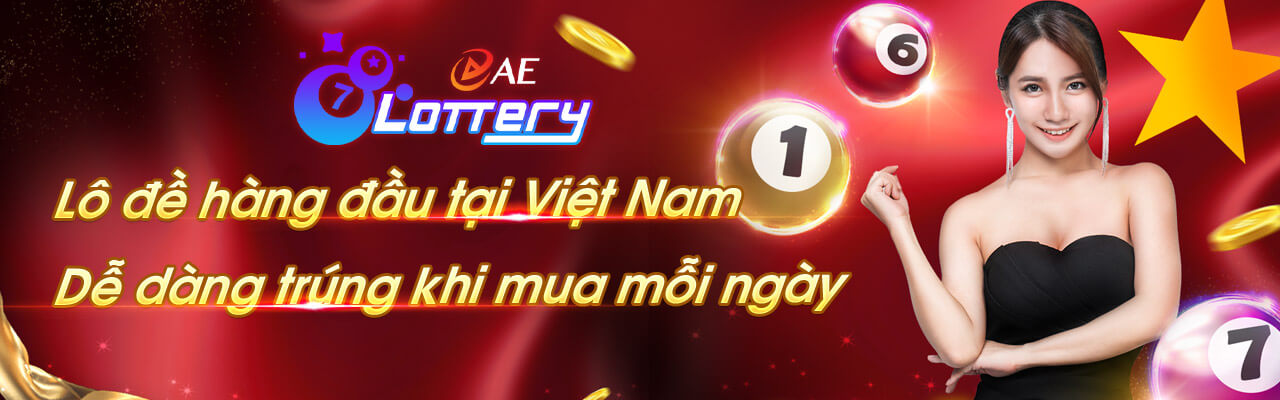 AE
7
LOTTERY
6
1
Lô đề hàng đầu tại Việt Nam
Dễ dàng trúng khi mua mỗi ngày
7